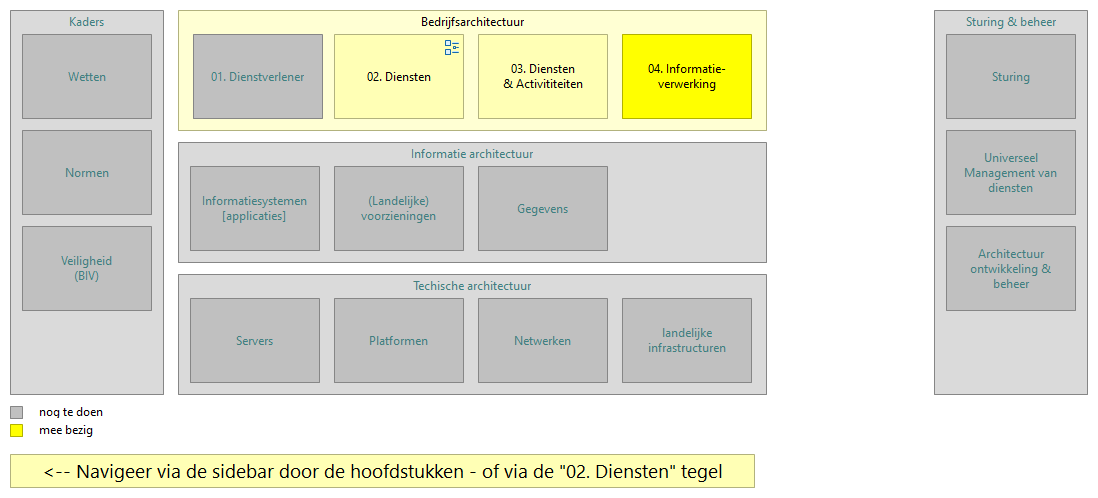 Kaders
Wetten
Normen
Veiligheid
(BIV)
Bedrijfsarchitectuur
01. Dienstverlener
02. Diensten
03. Diensten
& Activititeiten
04. Informatie-
verwerking
Informatie architectuur
Informatiesystemen
[applicaties]
(Landelijke)
voorzieningen
Gegevens
Techische architectuur
Servers
Platformen
Netwerken
landelijke
infrastructuren
Sturing & beheer
Sturing
Universeel
Management van
diensten
Architectuur
ontwikkeling &
beheer
nog te doen
mee bezig
<-- Navigeer via de sidebar door de hoofdstukken - of via de "02. Diensten" tegel